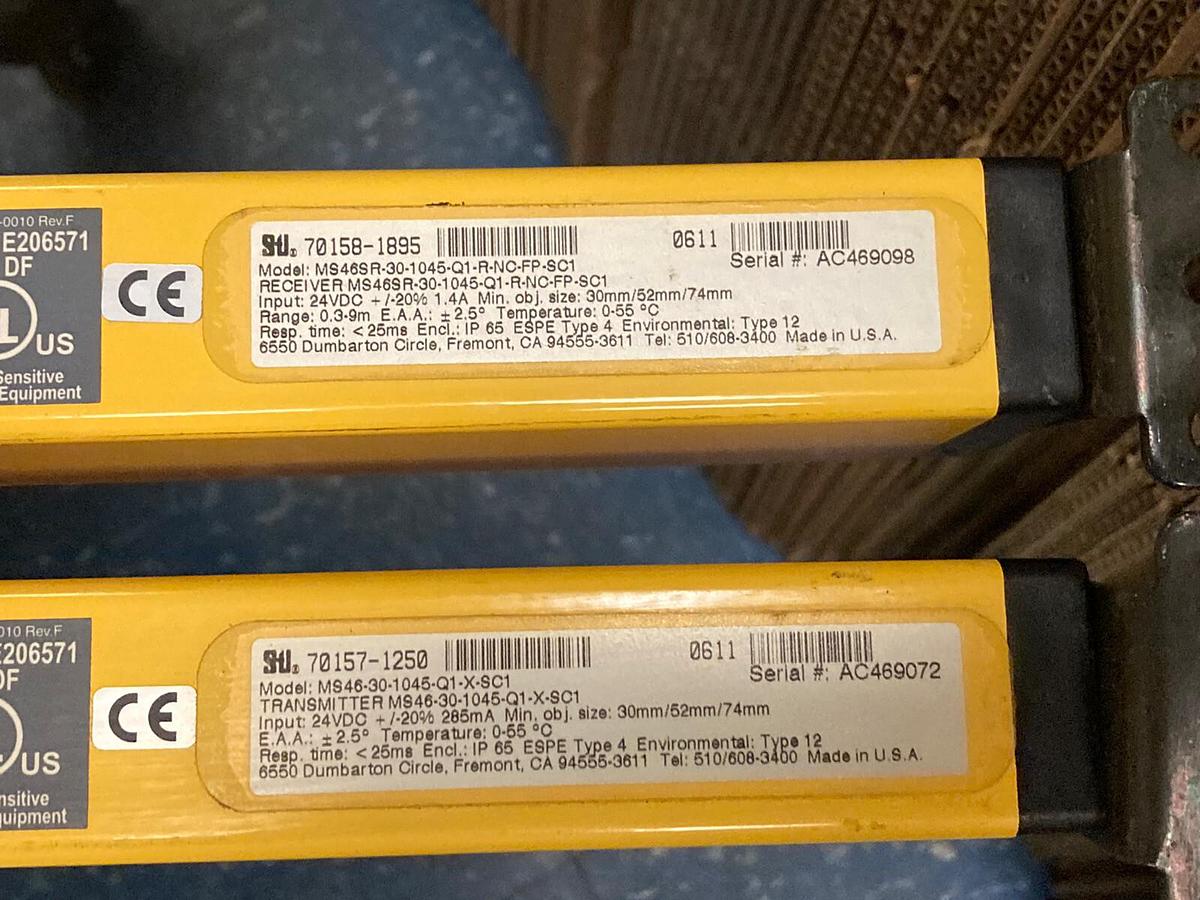 -0010 Rev.F
E206571
DF
L US
Sensitive
Equipment
CE
STI® 70158-1895 0611
Serial #: AC469098
Model: MS46SR-30-1045-Q1-R-NC-FP-SC1
RECEIVER MS46SR-30-1045-Q1-R-NC-FP-SC1
Input: 24VDC +/-20% 1.4A Min. obj. size: 30mm/52mm/74mm
Range: 0.3-9m E.A.A.: ±2.5° Temperature: 0-55 °C
Resp. time: <25ms Encl.: IP 65 ESPE Type 4 Environmental: Type 12
6550 Dumbarton Circle, Fremont, CA 94555-3611 Tel: 510/608-3400 Made in U.S.A.
010 Rev.F
E206571
DF
US
nsitive
quipment
CE
STI® 70157-1250 0611
Serial #: AC469072
Model: MS46-30-1045-Q1-X-SC1
TRANSMITTER MS46-30-1045-Q1-X-SC1
Input: 24VDC +/-20% 285mA Min. obj. size: 30mm/52mm/74mm
E.A.A.: ±2.5° Temperature: 0-55 °C
Resp. time: <25ms Encl.: IP 65 ESPE Type 4 Environmental: Type 12
6550 Dumbarton Circle, Fremont, CA 94555-3611 Tel: 510/608-3400 Made in U.S.A.